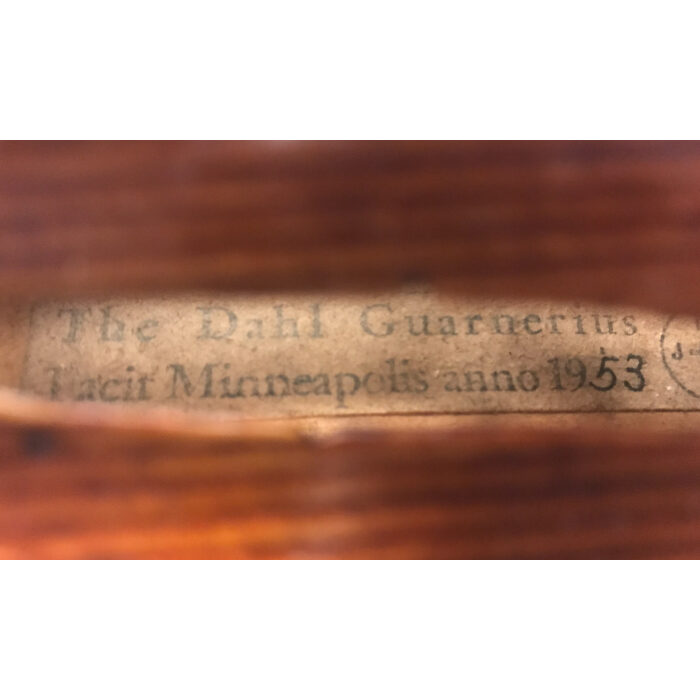 The Dahl Guarnerius
Facit Minneapolis anno 1953
J